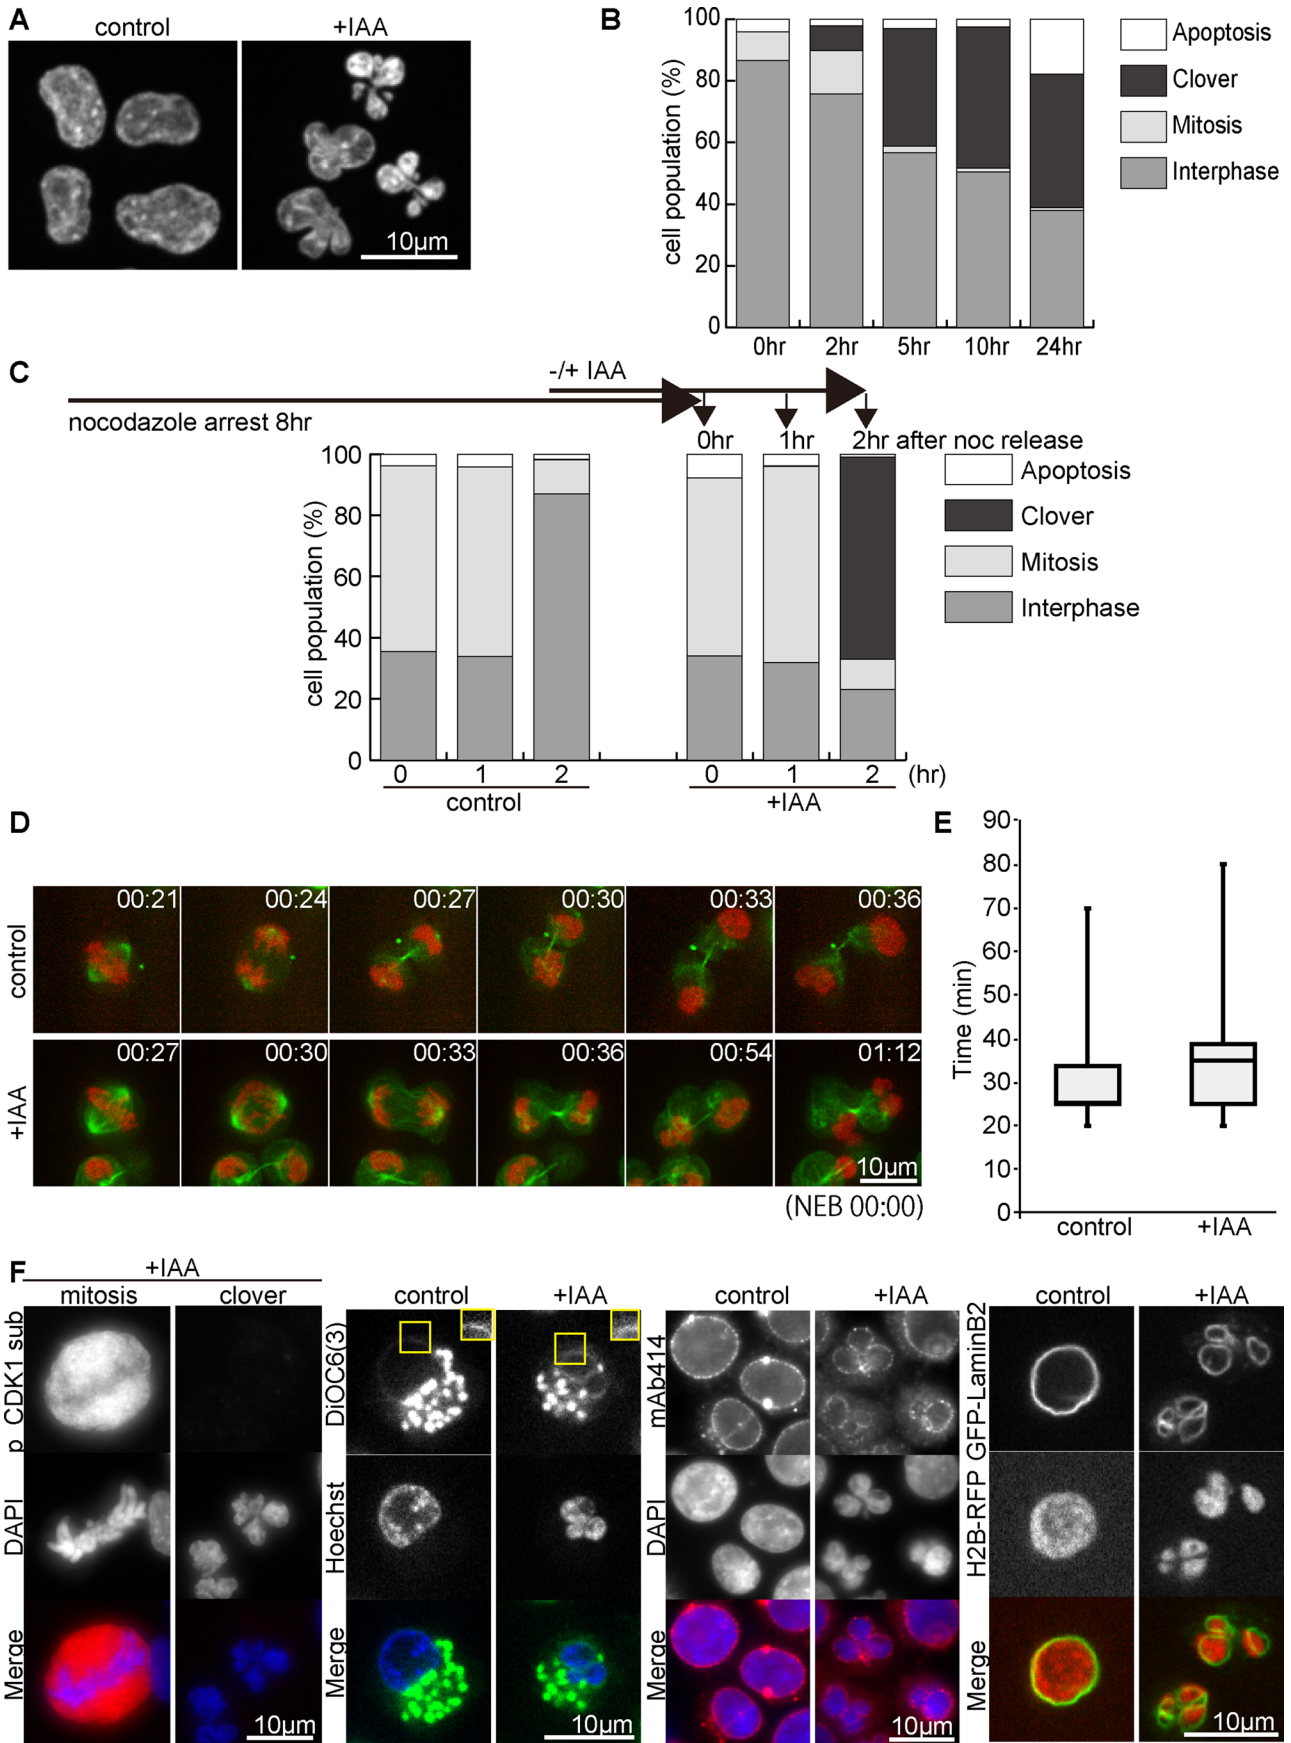 A
control
+IAA
10μm
B
cell population (%)
100
80
60
40
20
0
0hr
2hr
5hr
10hr
24hr
Apoptosis
Clover
Mitosis
Interphase
C
-/+ IAA
nocodazole arrest 8hr
0hr
1hr
2hr after noc release
cell population (%)
100
80
60
40
20
0
0
1
2
control
0
1
2
(hr)
+IAA
Apoptosis
Clover
Mitosis
Interphase
D
control
00:21
00:24
00:27
00:30
00:33
00:36
+IAA
00:27
00:30
00:33
00:36
00:54
01:12
10μm
(NEB 00:00)
E
Time (min)
90
80
70
60
50
40
30
20
10
0
control
+IAA
F
+IAA
mitosis
clover
p CDK1 sub
DAPI
Merge
10μm
control
+IAA
DiOC6(3)
Hoechst
Merge
10μm
control
+IAA
mAb414
DAPI
Merge
10μm
control
+IAA
GFP-LaminB2
H2B-RFP
Merge
10μm